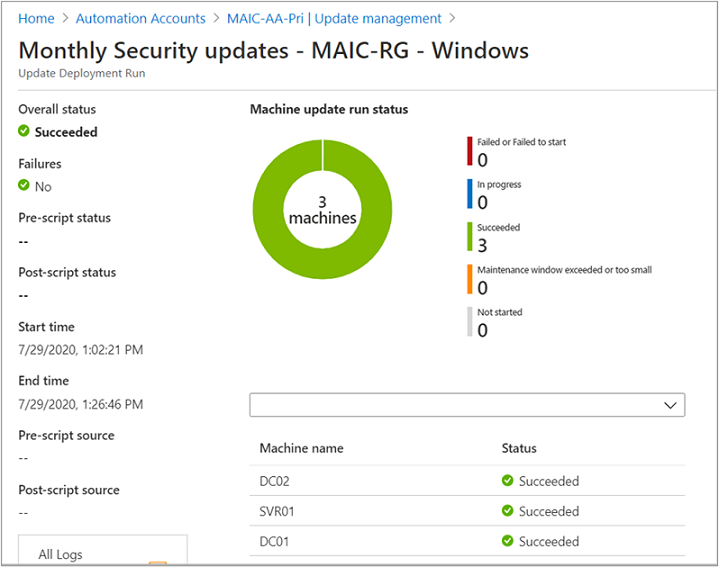 Home > Automation Accounts > MAIC-AA-Pri | Update management >
Monthly Security updates - MAIC-RG - Windows
Update Deployment Run
Overall status
Succeeded
Failures
No
Pre-script status
--
Post-script status
--
Start time
7/29/2020, 1:02:21 PM
End time
7/29/2020, 1:26:46 PM
Pre-script source
--
Post-script source
--
All Logs
Machine update run status
3
machines
Failed or Failed to start
0
In progress
0
Succeeded
3
Maintenance window exceeded or too small
0
Not started
0
Machine name Status
DC02 Succeeded
SVR01 Succeeded
DC01 Succeeded